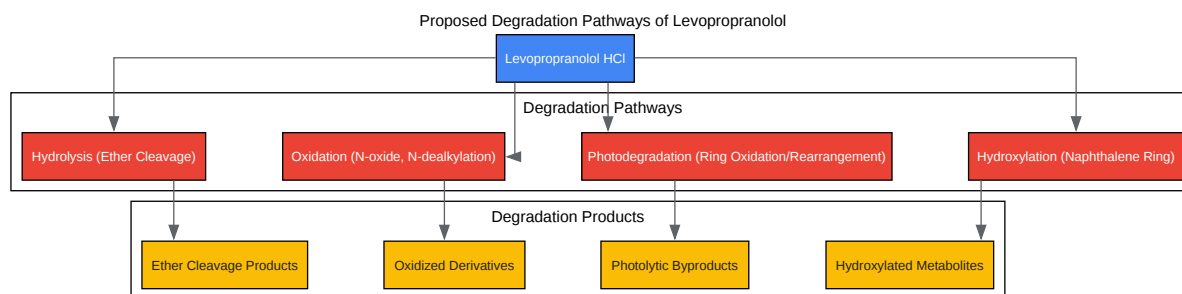 Proposed Degradation Pathways of Levopropranolol
Levopropranolol HCl
Degradation Pathways
Hydrolysis (Ether Cleavage)
Oxidation (N-oxide, N-dealkylation)
Photodegradation (Ring Oxidation/Rearrangement)
Hydroxylation (Naphthalene Ring)
Degradation Products
Ether Cleavage Products
Oxidized Derivatives
Photolytic Byproducts
Hydroxylated Metabolites